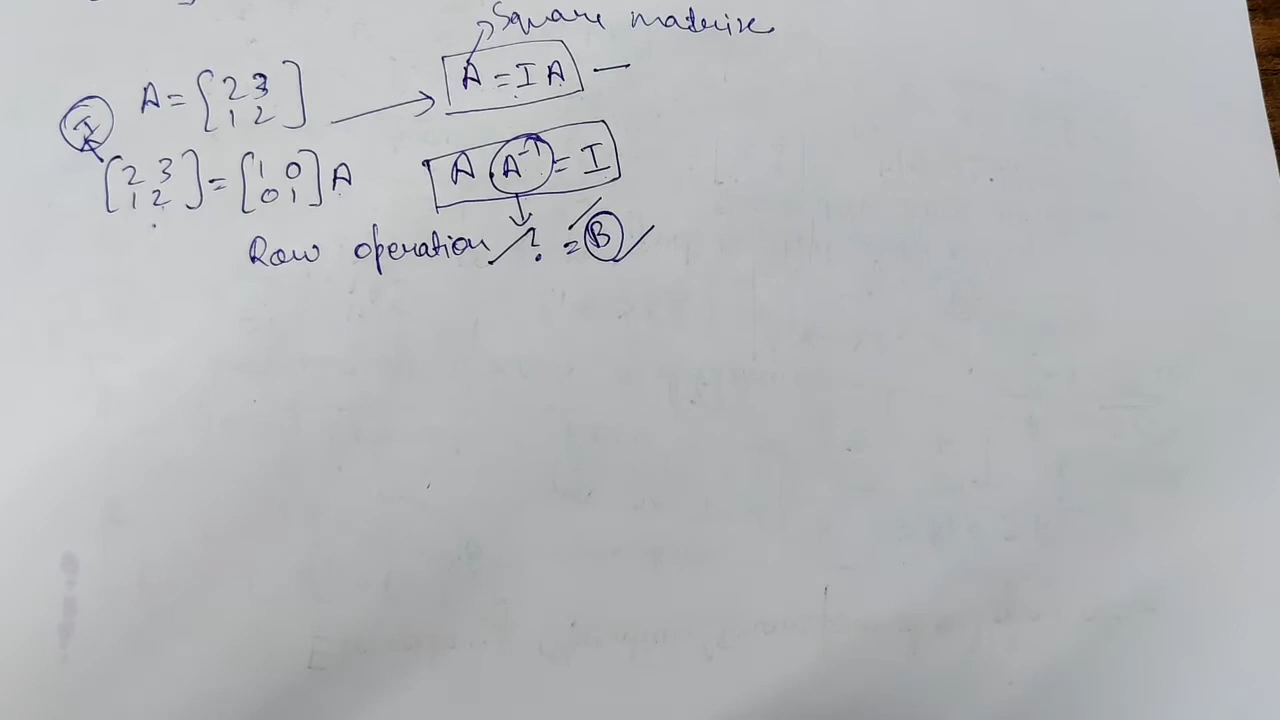 Square matrix
A = [2 3
1 2]
A = I A —
I
[2 3
1 2] = [1 0
0 1] A
A A⁻¹ = I
Row operation ? = B